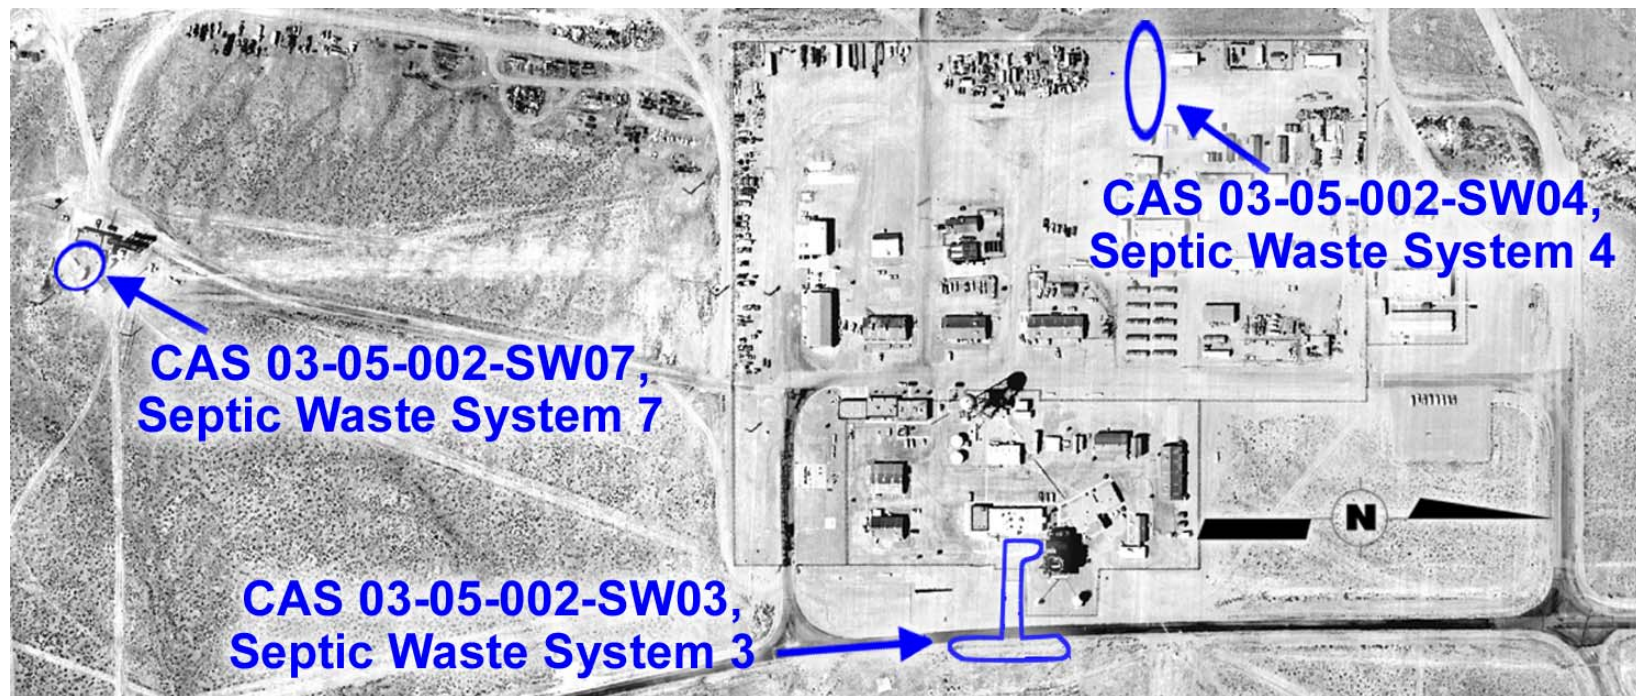 CAS 03-05-002-SW04,
Septic Waste System 4
CAS 03-05-002-SW07,
Septic Waste System 7
N
CAS 03-05-002-SW03,
Septic Waste System 3